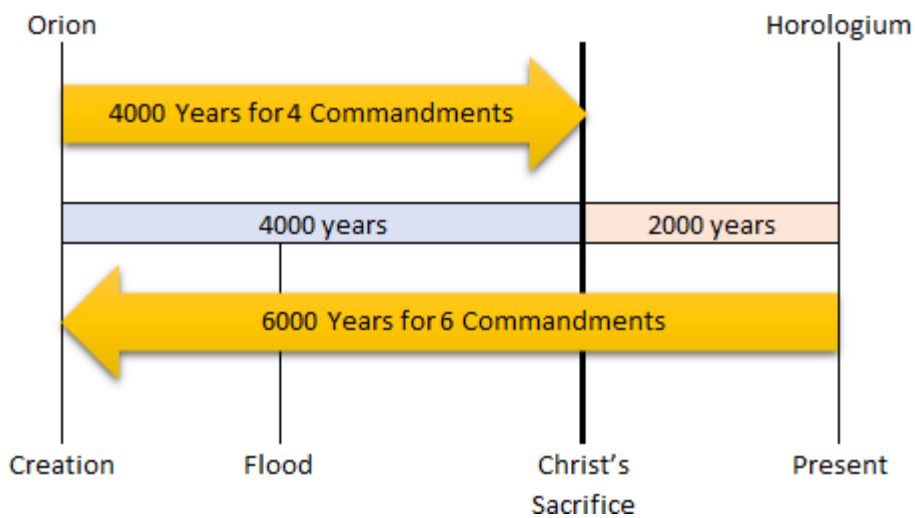 Orion
Horologium
4000 Years for 4 Commandments
4000 years
2000 years
6000 Years for 6 Commandments
Creation
Flood
Christ's
Sacrifice
Present